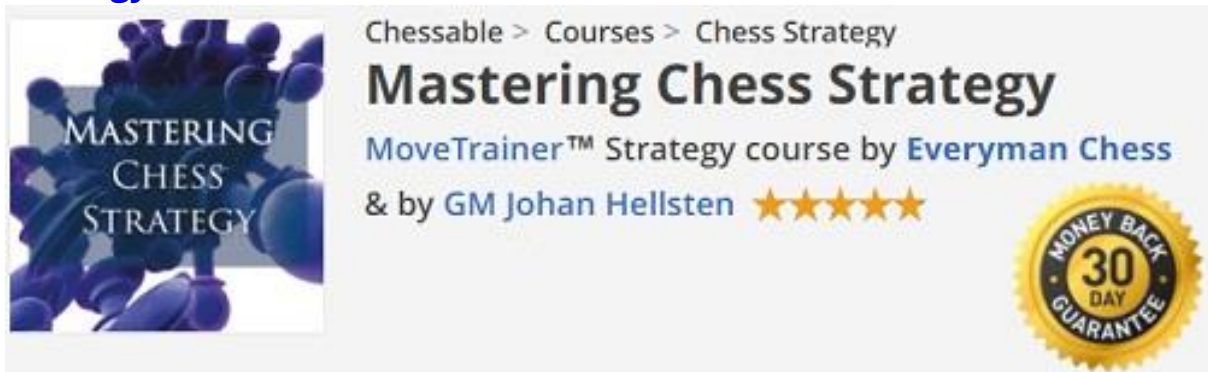 Chessable > Courses > Chess Strategy
Mastering Chess Strategy
MoveTrainer™ Strategy course by Everyman Chess
& by GM Johan Hellsten
MASTERING
CHESS
STRATEGY
MONEY BACK
30
DAY
GUARANTEE